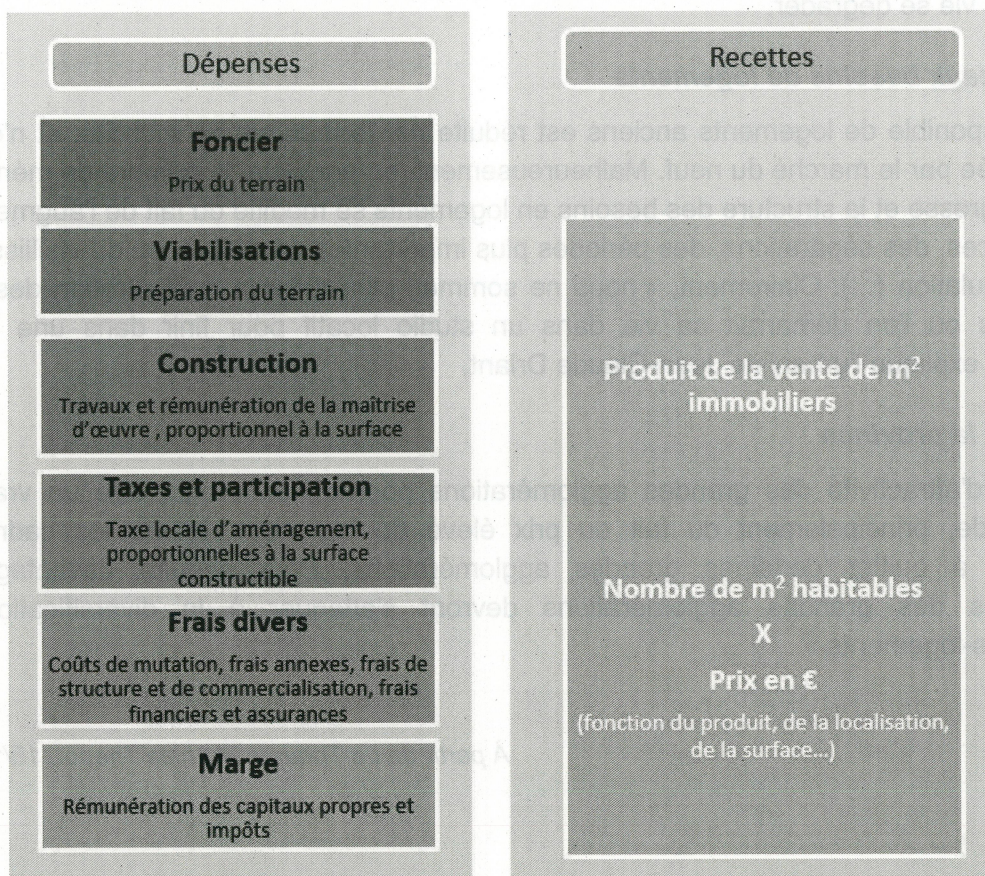 Dépenses
Foncier
Prix du terrain
Viabilisations
Préparation du terrain
Construction
Travaux et rémunération de la maîtrise
d'œuvre , proportionnel à la surface
Taxes et participation
Taxe locale d'aménagement,
proportionnelles à la surface
constructible
Frais divers
Coûts de mutation, frais annexes, frais de
structure et de commercialisation, frais
financiers et assurances
Marge
Rémunération des capitaux propres et
impôts
Recettes
Produit de la vente de m²
immobiliers
Nombre de m² habitables
X
Prix en €
(fonction du produit, de la localisation,
de la surface...)